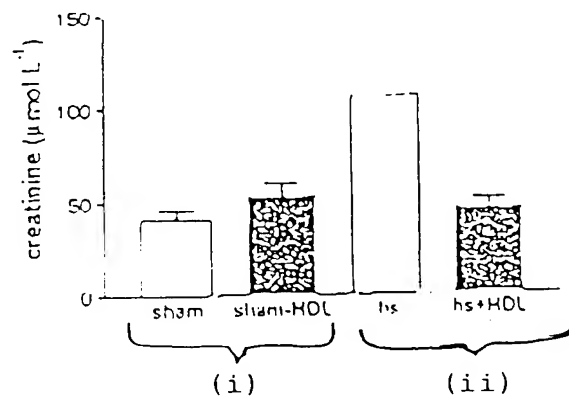 150
100
50
0
creatinine (µmol L⁻¹)
sham sham-HDL hs hs+HDL
(i) (ii)